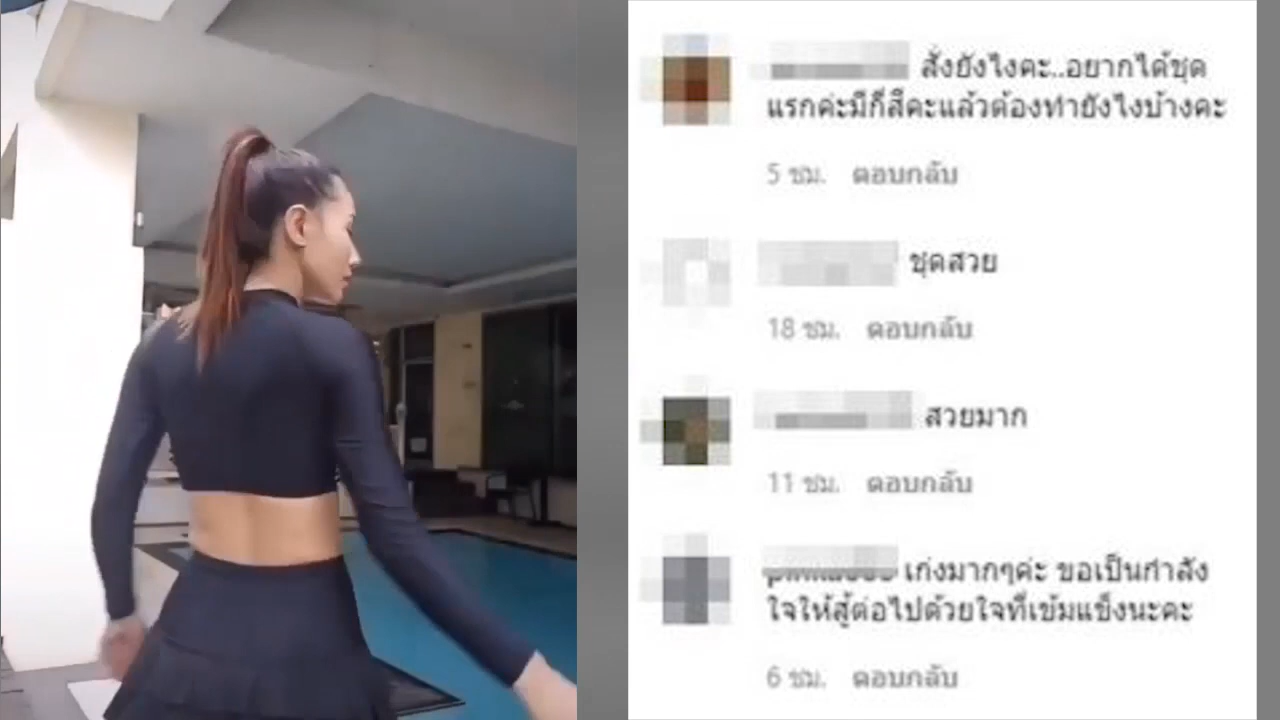 สั่งยังไงคะ..อยากได้ชุด
แรกค่ะมีกี่สีคะแล้วต้องทำยังไงบ้างคะ
5 ชม. ตอบกลับ
ชุดสวย
18 ชม. ตอบกลับ
สวยมาก
11 ชม. ตอบกลับ
เก่งมากๆค่ะ ขอเป็นกำลัง
ใจให้สู้ต่อไปด้วยใจที่เข้มแข็งนะคะ
6 ชม. ตอบกลับ